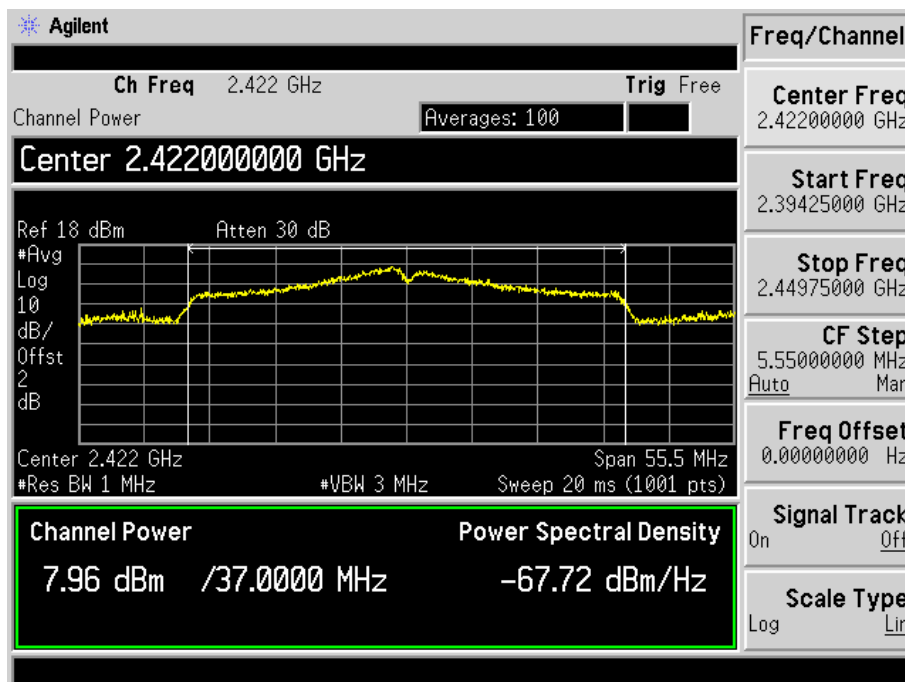 Agilent
Ch Freq 2.422 GHz Trig Free
Channel Power Averages: 100
Center 2.422000000 GHz
Ref 18 dBm Atten 30 dB
#Avg
Log
10
dB/
Offst
2
dB
Center 2.422 GHz Span 55.5 MHz
#Res BW 1 MHz #VBW 3 MHz Sweep 20 ms (1001 pts)
Channel Power Power Spectral Density
7.96 dBm /37.0000 MHz -67.72 dBm/Hz
Freq/Channel
Center Freq
2.42200000 GHz
Start Freq
2.39425000 GHz
Stop Freq
2.44975000 GHz
CF Step
5.55000000 MHz
Auto Man
Freq Offset
0.00000000 Hz
Signal Track
On Off
Scale Type
Log Lin